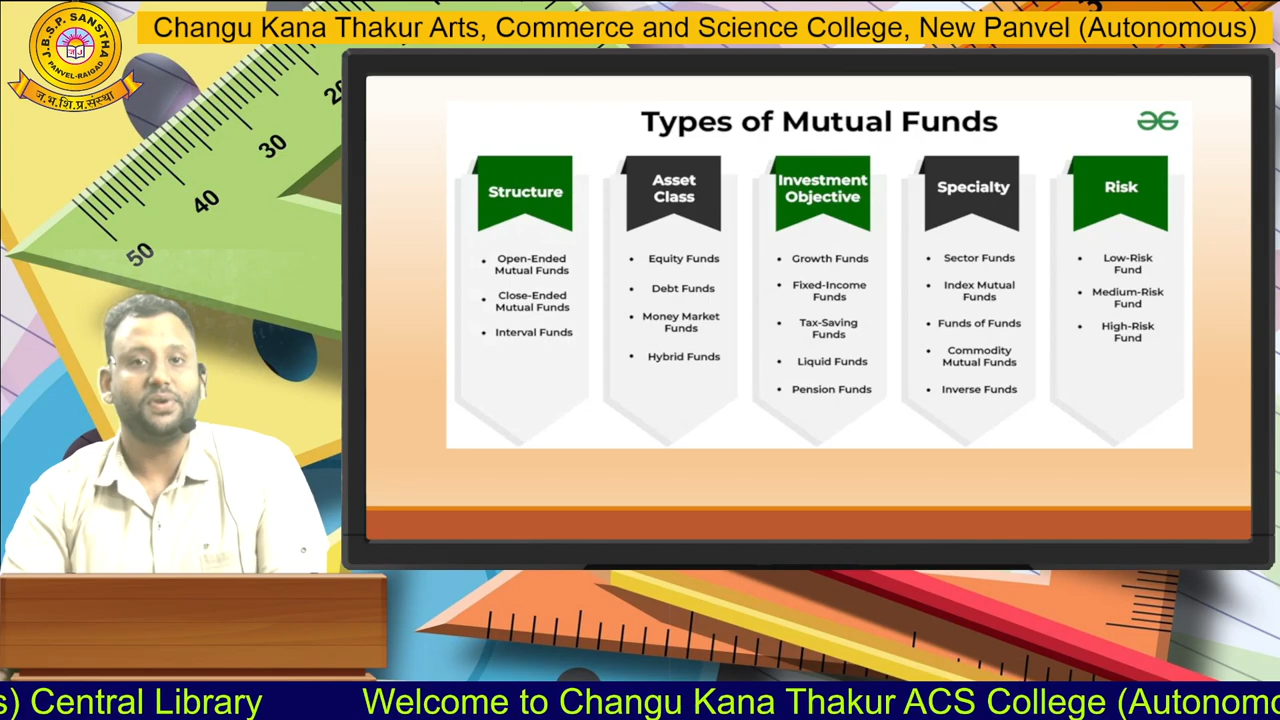 J.B.S.P. SANSTHA
PANVEL-RAIGAD
ज.भ.शि.प्र.संस्था
Changu Kana Thakur Arts, Commerce and Science College, New Panvel (Autonomous)
20
30
40
50
Types of Mutual Funds
Structure
• Open-Ended
Mutual Funds
• Close-Ended
Mutual Funds
• Interval Funds
Asset
Class
• Equity Funds
• Debt Funds
• Money Market
Funds
• Hybrid Funds
Investment
Objective
• Growth Funds
• Fixed-Income
Funds
• Tax-Saving
Funds
• Liquid Funds
• Pension Funds
Specialty
• Sector Funds
• Index Mutual
Funds
• Funds of Funds
• Commodity
Mutual Funds
• Inverse Funds
Risk
• Low-Risk
Fund
• Medium-Risk
Fund
• High-Risk
Fund
s) Central Library Welcome to Changu Kana Thakur ACS College (Autonomo